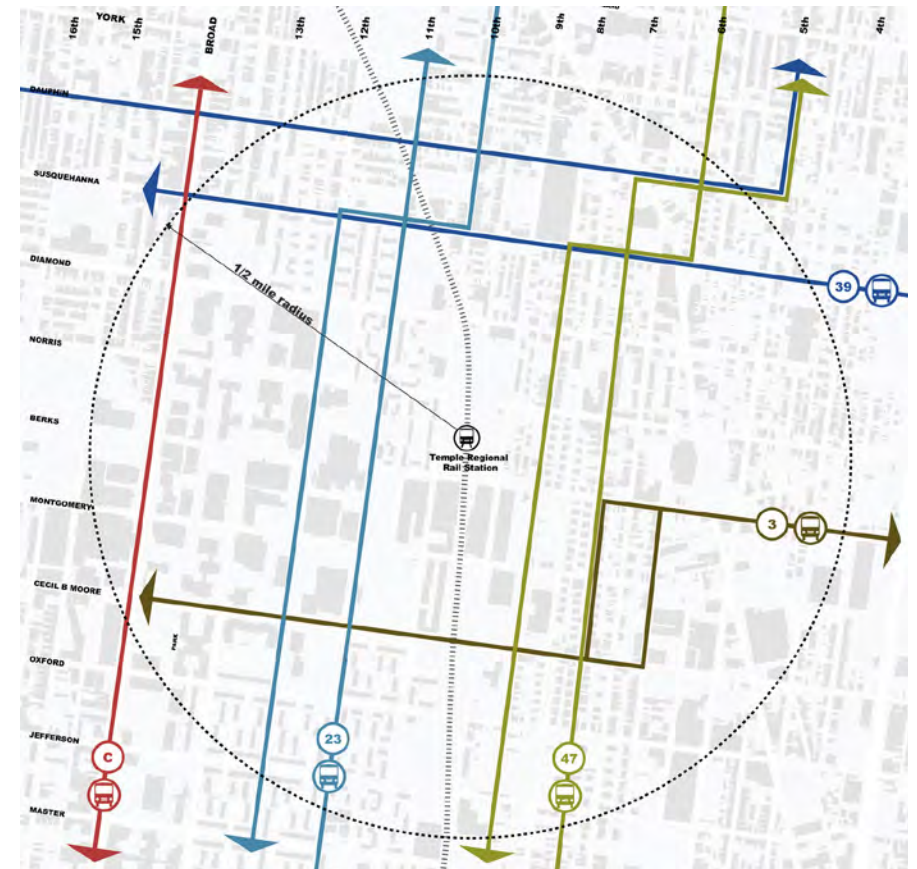 YORK
16th
15th
BROAD
13th
12th
11th
10th
9th
8th
7th
6th
5th
4th
DAUPHIN
SUSQUEHANNA
DIAMOND
39
1/2 mile radius
NORRIS
BERKS
Temple Regional
Rail Station
MONTGOMERY
3
CECIL B MOORE
PARK
OXFORD
JEFFERSON
23
C
47
MASTER